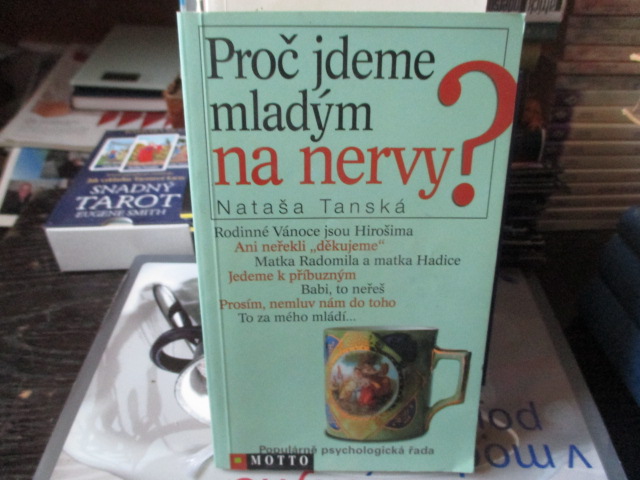 Proč jdeme
mladým
na nervy?
Nataša Tanská
Rodinné Vánoce jsou Hirošima
Ani neřekli „děkujeme“
Matka Radomila a matka Hadice
Jedeme k příbuzným
Babi, to neřeš
Prosím, nemluv nám do toho
To za mého mládí...
Populárně psychologická řada
MOTTO
SNADNÝ
TAROT
EUGENE SMITH